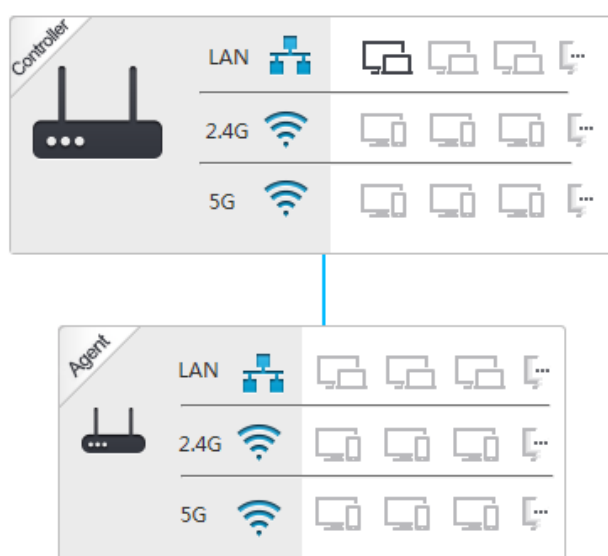 Controller
LAN
2.4G
5G
Agent
LAN
2.4G
5G